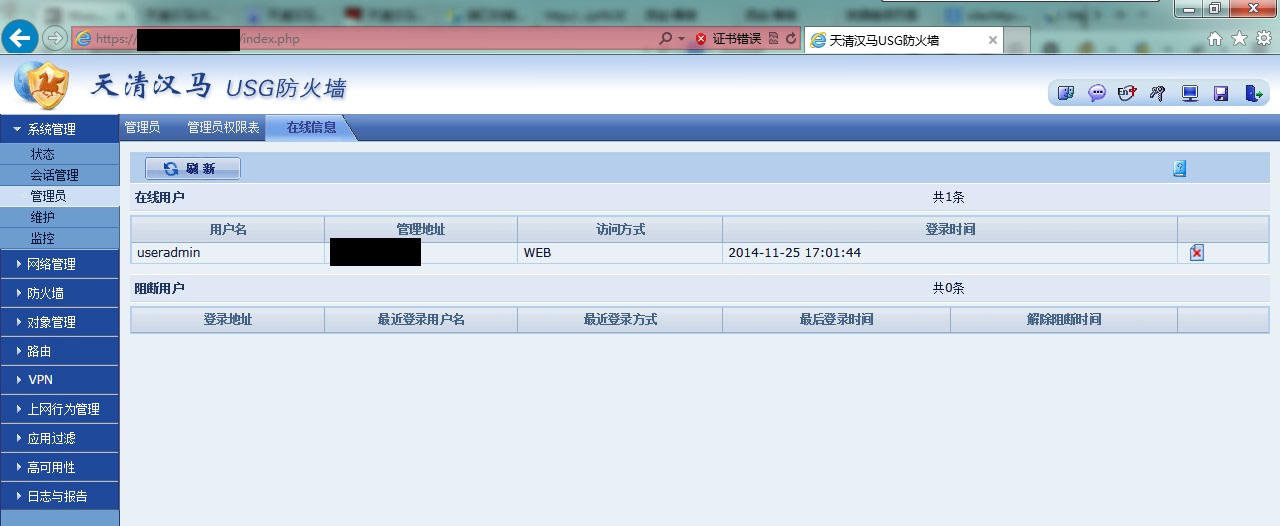 https:// /index.php
证书错误
天清汉马USG防火墙
天清汉马 USG防火墙
En
系统管理
管理员 管理员权限表 在线信息
状态
会话管理
管理员
维护
监控
网络管理
防火墙
对象管理
路由
VPN
上网行为管理
应用过滤
高可用性
日志与报告
刷 新
在线用户 共1条
用户名 管理地址 访问方式 登录时间
useradmin WEB 2014-11-25 17:01:44
阻断用户 共0条
登录地址 最近登录用户名 最近登录方式 最后登录时间 解除阻断时间